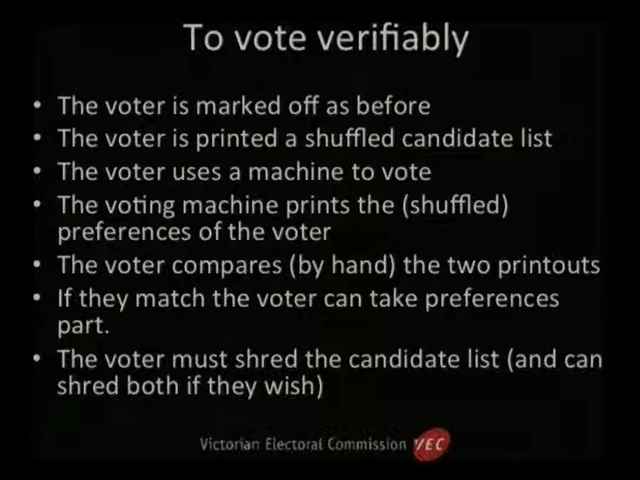 To vote verifiably
• The voter is marked off as before
• The voter is printed a shuffled candidate list
• The voter uses a machine to vote
• The voting machine prints the (shuffled)
preferences of the voter
• The voter compares (by hand) the two printouts
• If they match the voter can take preferences
part.
• The voter must shred the candidate list (and can
shred both if they wish)
Victorian Electoral Commission VEC